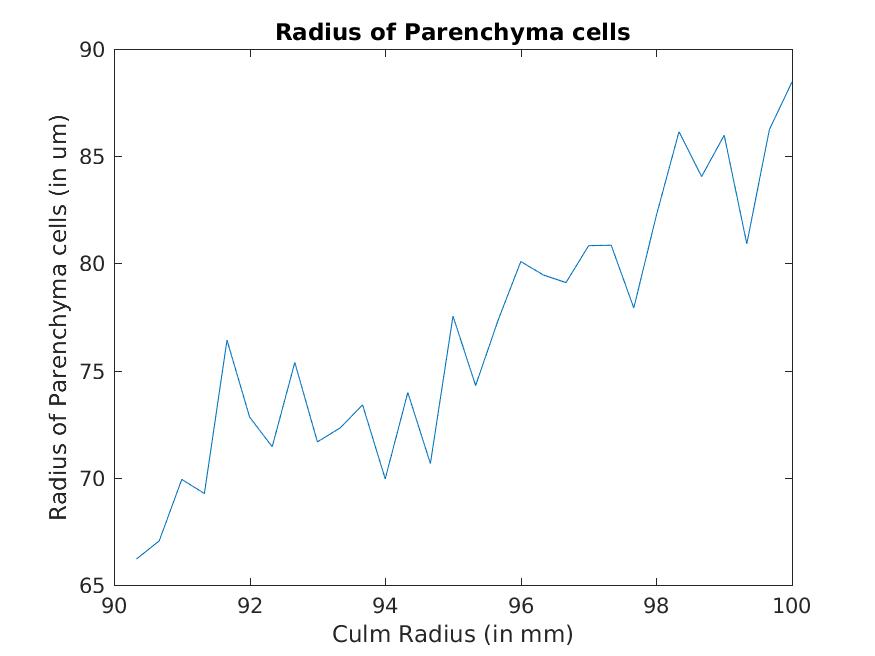 Radius of Parenchyma cells
Radius of Parenchyma cells (in um)
90
85
80
75
70
65
90 92 94 96 98 100
Culm Radius (in mm)